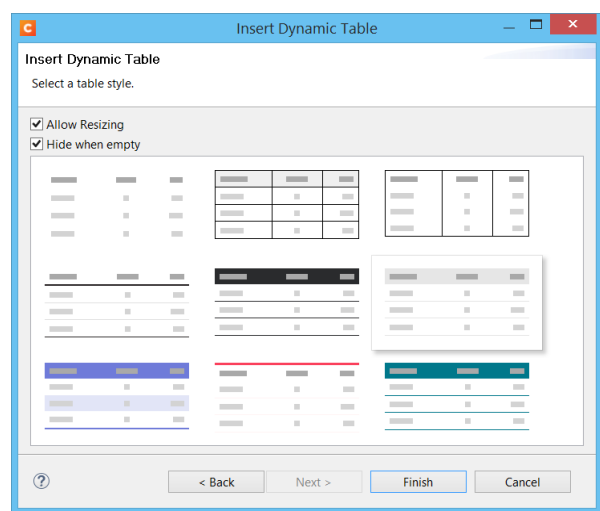 C
Insert Dynamic Table
Insert Dynamic Table
Select a table style.
Allow Resizing
Hide when empty
?
< Back
Next >
Finish
Cancel